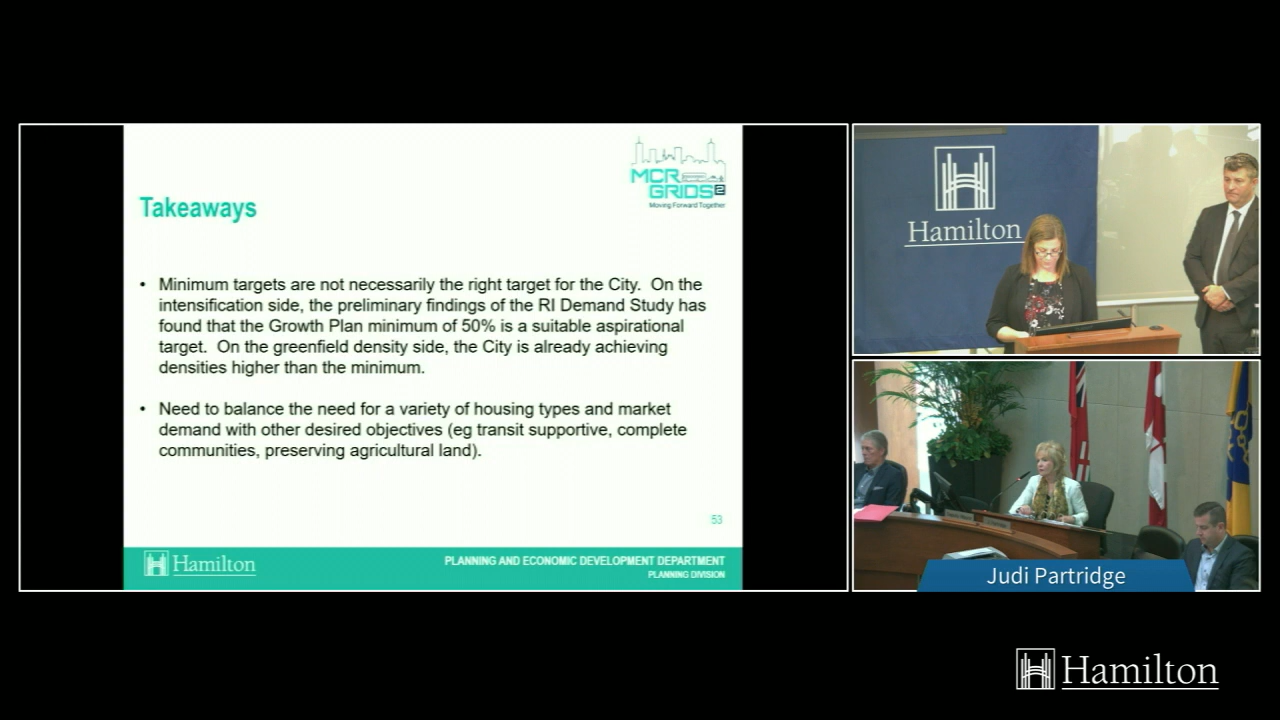 MCR
GRIDS2
Moving Forward Together
Takeaways
• Minimum targets are not necessarily the right target for the City. On the
intensification side, the preliminary findings of the RI Demand Study has
found that the Growth Plan minimum of 50% is a suitable aspirational
target. On the greenfield density side, the City is already achieving
densities higher than the minimum.
• Need to balance the need for a variety of housing types and market
demand with other desired objectives (eg transit supportive, complete
communities, preserving agricultural land).
53
Hamilton
PLANNING AND ECONOMIC DEVELOPMENT DEPARTMENT
PLANNING DIVISION
Hamilton
Judi Partridge
Hamilton